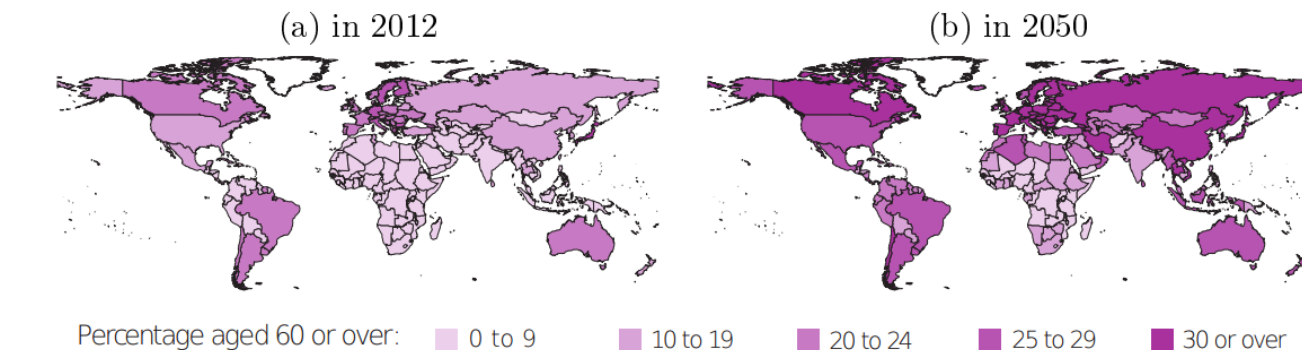 (a) in 2012
(b) in 2050
Percentage aged 60 or over: 0 to 9 10 to 19 20 to 24 25 to 29 30 or over